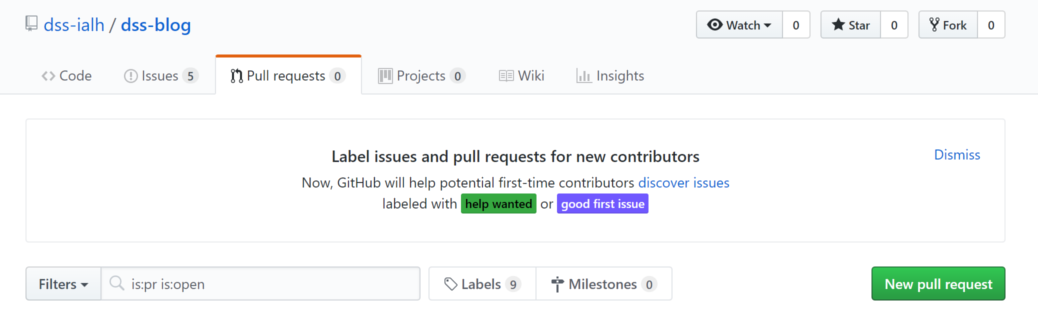 dss-ialh / dss-blog
Watch 0 Star 0 Fork 0
Code Issues 5 Pull requests 0 Projects 0 Wiki Insights
Label issues and pull requests for new contributors
Dismiss
Now, GitHub will help potential first-time contributors discover issues
labeled with help wanted or good first issue
Filters is:pr is:open Labels 9 Milestones 0 New pull request